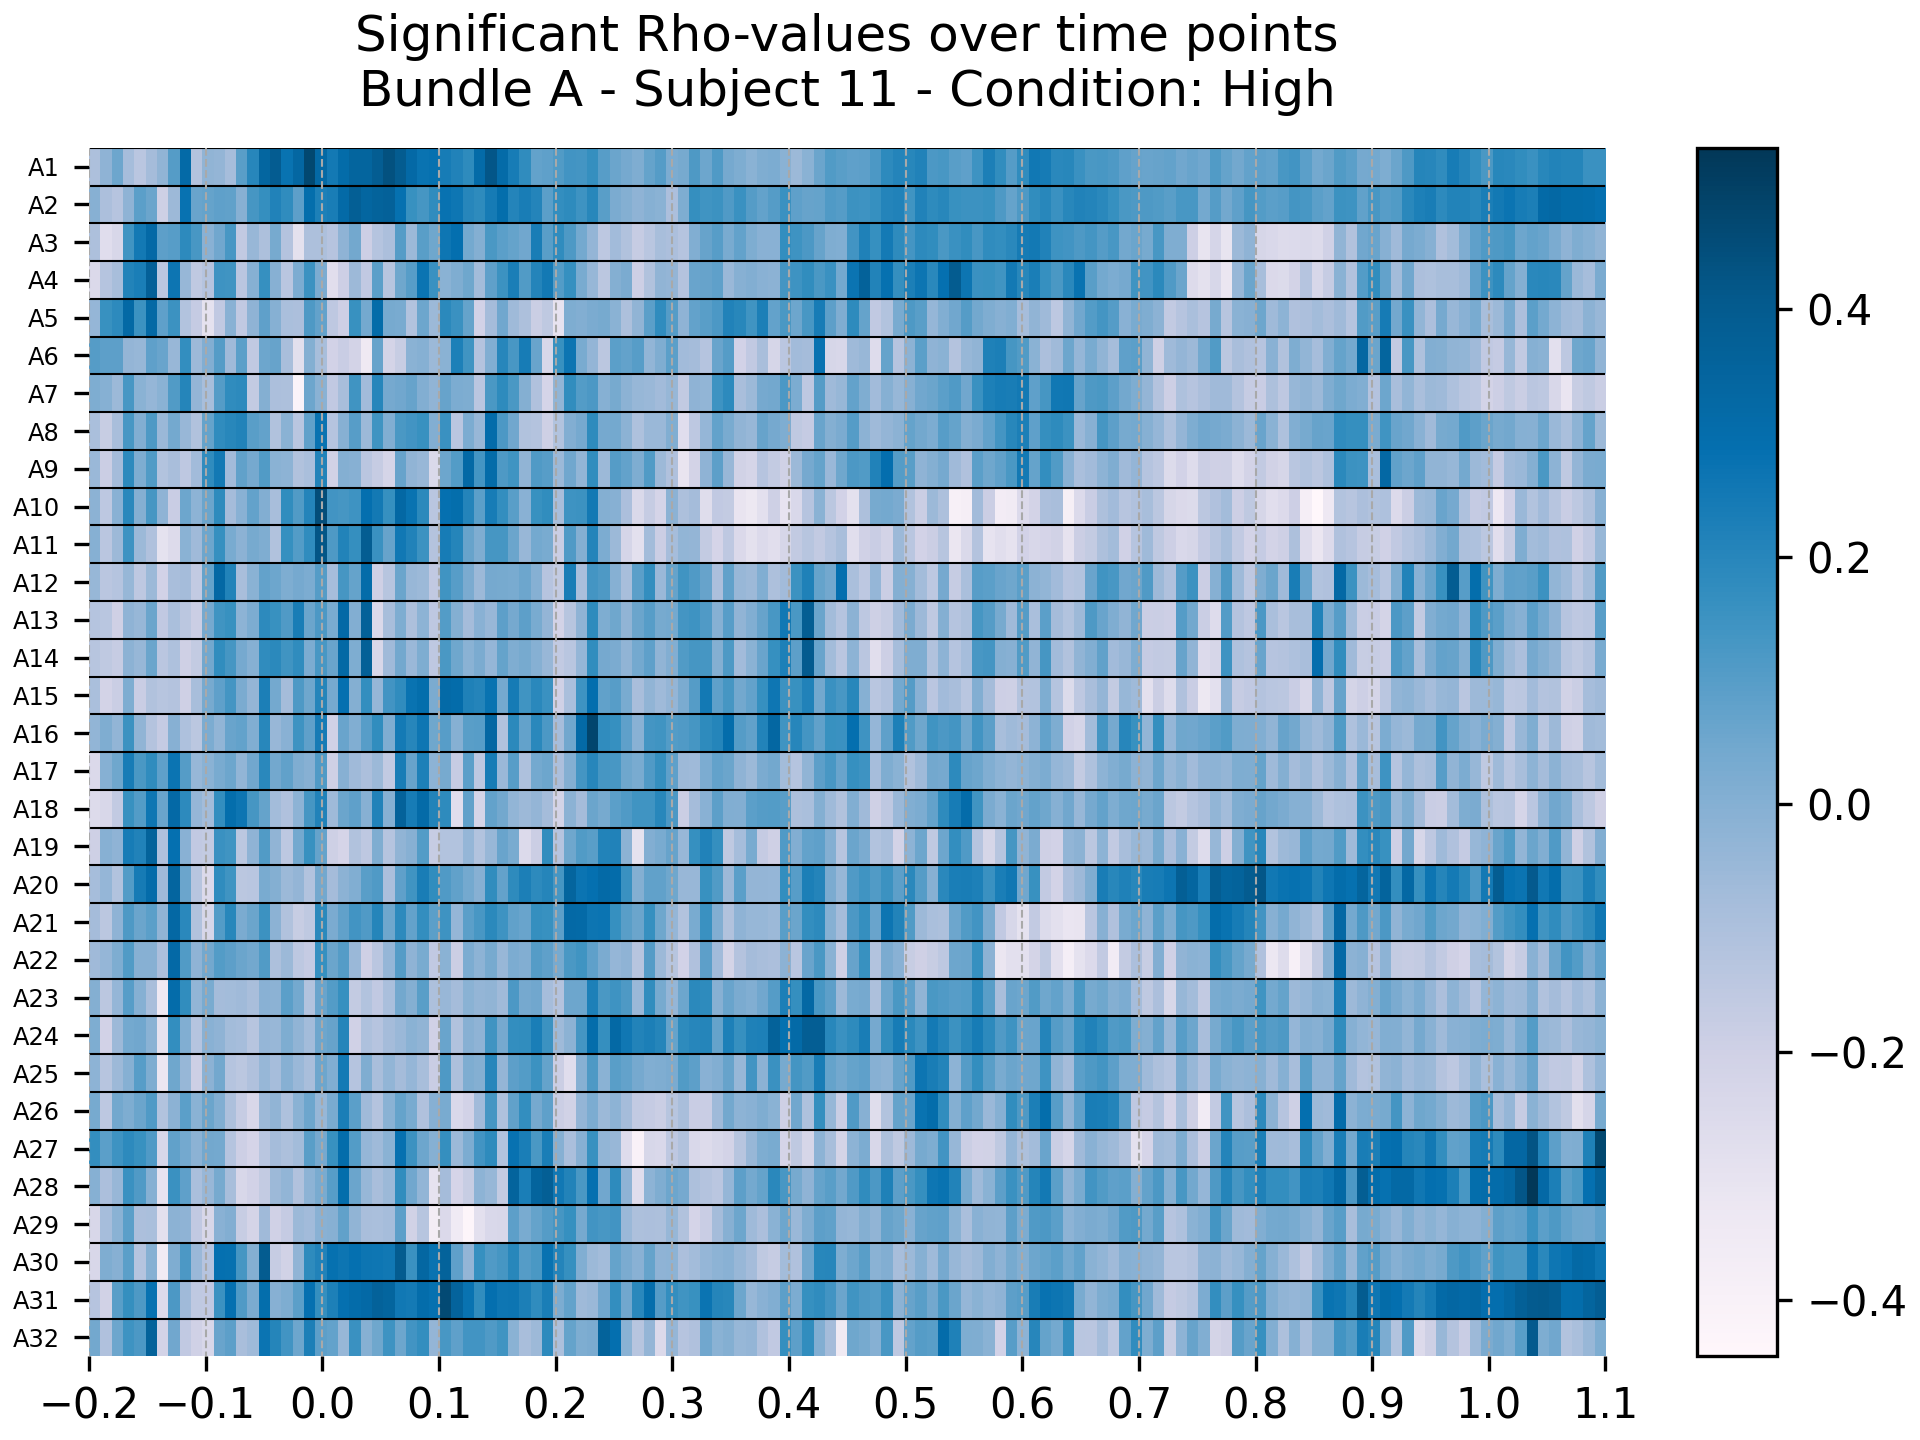 Significant Rho-values over time points
Bundle A - Subject 11 - Condition: High
A1
A2
A3
A4
A5
A6
A7
A8
A9
A10
A11
A12
A13
A14
A15
A16
A17
A18
A19
A20
A21
A22
A23
A24
A25
A26
A27
A28
A29
A30
A31
A32
−0.2 −0.1 0.0 0.1 0.2 0.3 0.4 0.5 0.6 0.7 0.8 0.9 1.0 1.1
0.4
0.2
0.0
−0.2
−0.4